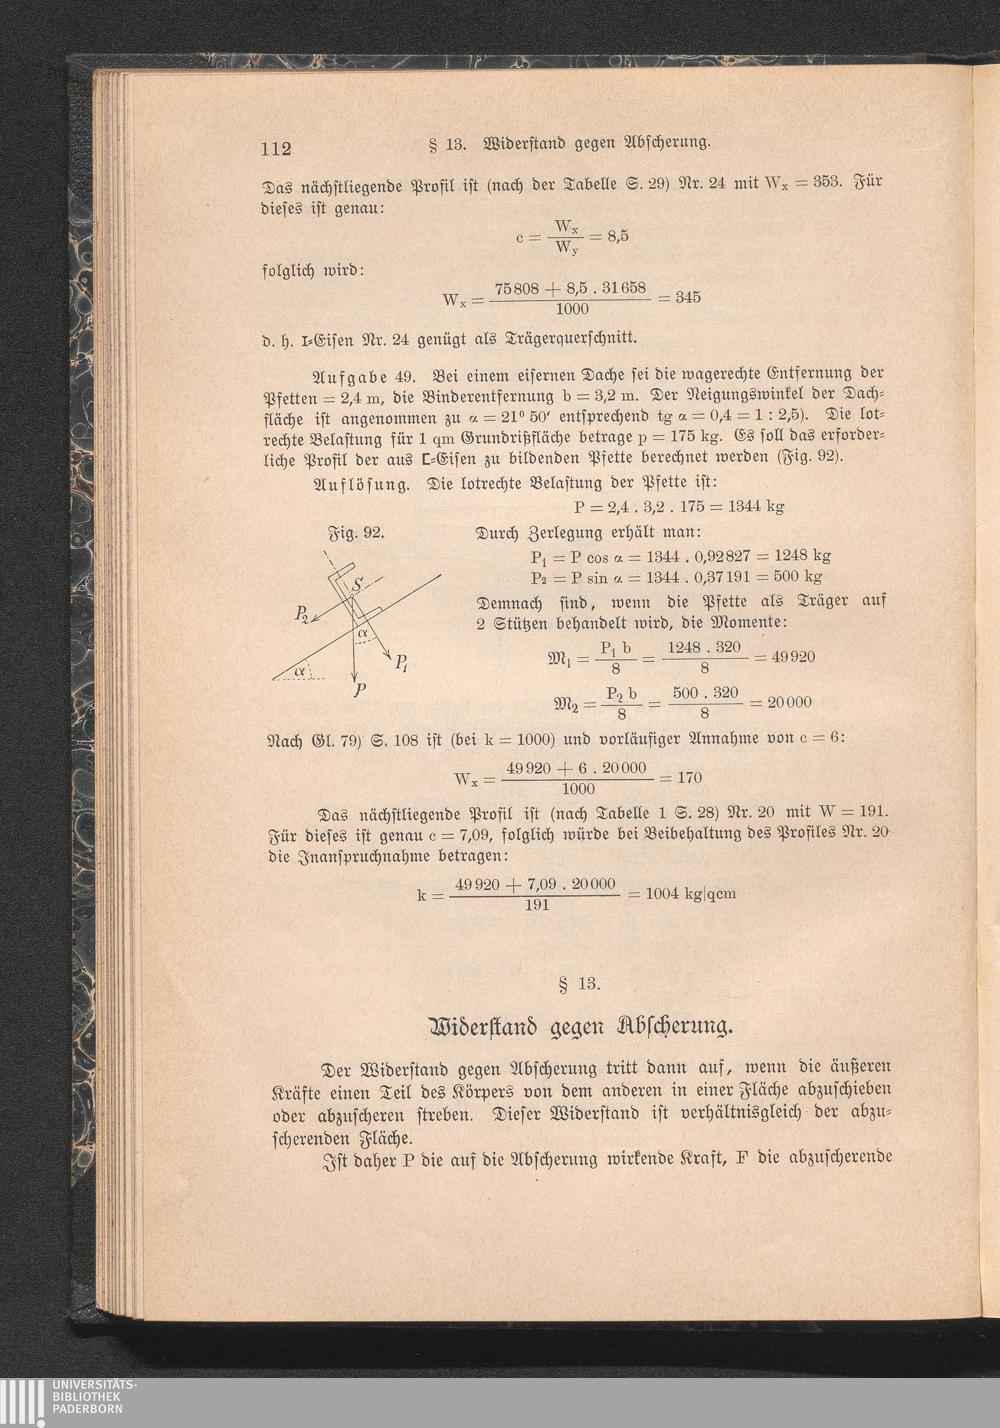 112
§ 13. Widerstand gegen Abscherung.
Das nächstliegende Profil ist (nach der Tabelle S. 29) Nr. 24 mit Wx = 353. Für
dieses ist genau:
c = Wx / Wy = 8,5
folglich wird:
Wx = 75808 + 8,5 . 31658 / 1000 = 345
d. h. I-Eisen Nr. 24 genügt als Trägerquerschnitt.
Aufgabe 49. Bei einem eisernen Dache sei die wagerechte Entfernung der
Pfetten = 2,4 m, die Binderentfernung b = 3,2 m. Der Neigungswinkel der Dach-
fläche ist angenommen zu α = 21° 50' entsprechend tg α = 0,4 = 1 : 2,5). Die lot-
rechte Belastung für 1 qm Grundrißfläche betrage p = 175 kg. Es soll das erforder-
liche Profil der aus [-Eisen zu bildenden Pfette berechnet werden (Fig. 92).
Auflösung. Die lotrechte Belastung der Pfette ist:
P = 2,4 . 3,2 . 175 = 1344 kg
Fig. 92.
S
P2
α
P1
α
P
Durch Zerlegung erhält man:
P1 = P cos α = 1344 . 0,92827 = 1248 kg
P2 = P sin α = 1344 . 0,37191 = 500 kg
Demnach sind, wenn die Pfette als Träger auf
2 Stützen behandelt wird, die Momente:
M1 = P1 b / 8 = 1248 . 320 / 8 = 49920
M2 = P2 b / 8 = 500 . 320 / 8 = 20000
Nach Gl. 79) S. 108 ist (bei k = 1000) und vorläufiger Annahme von c = 6:
Wx = 49920 + 6 . 20000 / 1000 = 170
Das nächstliegende Profil ist (nach Tabelle 1 S. 28) Nr. 20 mit W = 191.
Für dieses ist genau c = 7,09, folglich würde bei Beibehaltung des Profiles Nr. 20
die Inanspruchnahme betragen:
k = 49920 + 7,09 . 20000 / 191 = 1004 kg|qcm
§ 13.
Widerstand gegen Abscherung.
Der Widerstand gegen Abscherung tritt dann auf, wenn die äußeren
Kräfte einen Teil des Körpers von dem anderen in einer Fläche abzuschieben
oder abzuscheren streben. Dieser Widerstand ist verhältnisgleich der abzu-
scherenden Fläche.
Ist daher P die auf die Abscherung wirkende Kraft, F die abzuscherende
UNIVERSITÄTS-
BIBLIOTHEK
PADERBORN